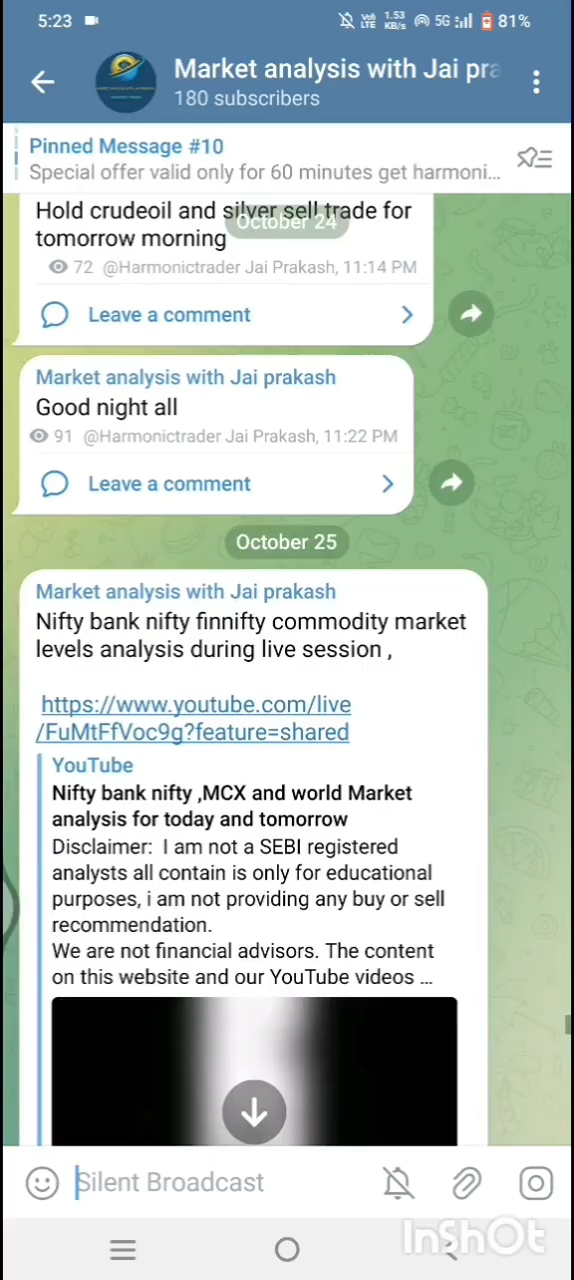 5:23
Vo) LTE 1.53 KB/s 5G 81%
Market analysis with Jai pra
180 subscribers
Pinned Message #10
Special offer valid only for 60 minutes get harmoni...
October 24
Hold crudeoil and silver sell trade for
tomorrow morning
72 @Harmonictrader Jai Prakash, 11:14 PM
Leave a comment
Market analysis with Jai prakash
Good night all
91 @Harmonictrader Jai Prakash, 11:22 PM
Leave a comment
October 25
Market analysis with Jai prakash
Nifty bank nifty finnifty commodity market
levels analysis during live session ,
https://www.youtube.com/live
/FuMtFfVoc9g?feature=shared
YouTube
Nifty bank nifty ,MCX and world Market
analysis for today and tomorrow
Disclaimer: I am not a SEBI registered
analysts all contain is only for educational
purposes, i am not providing any buy or sell
recommendation.
We are not financial advisors. The content
on this website and our YouTube videos ...
Silent Broadcast
InShOt